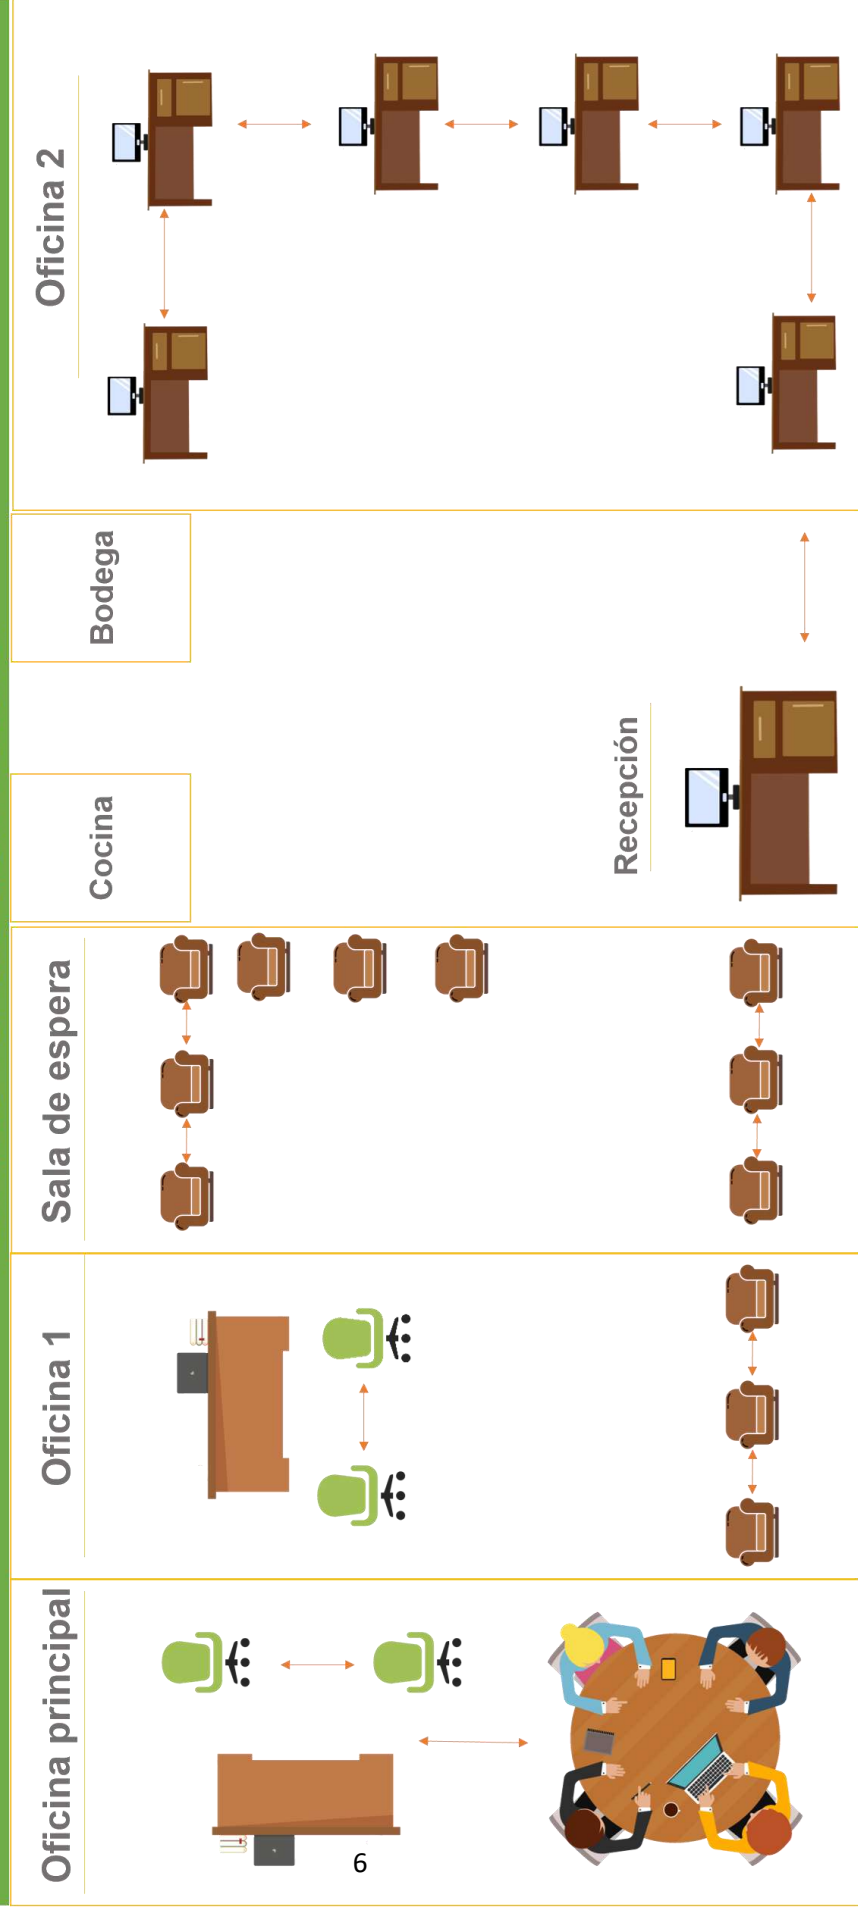 Oficina principal
Oficina 1
Sala de espera
Cocina
Bodega
Oficina 2
Recepción
6